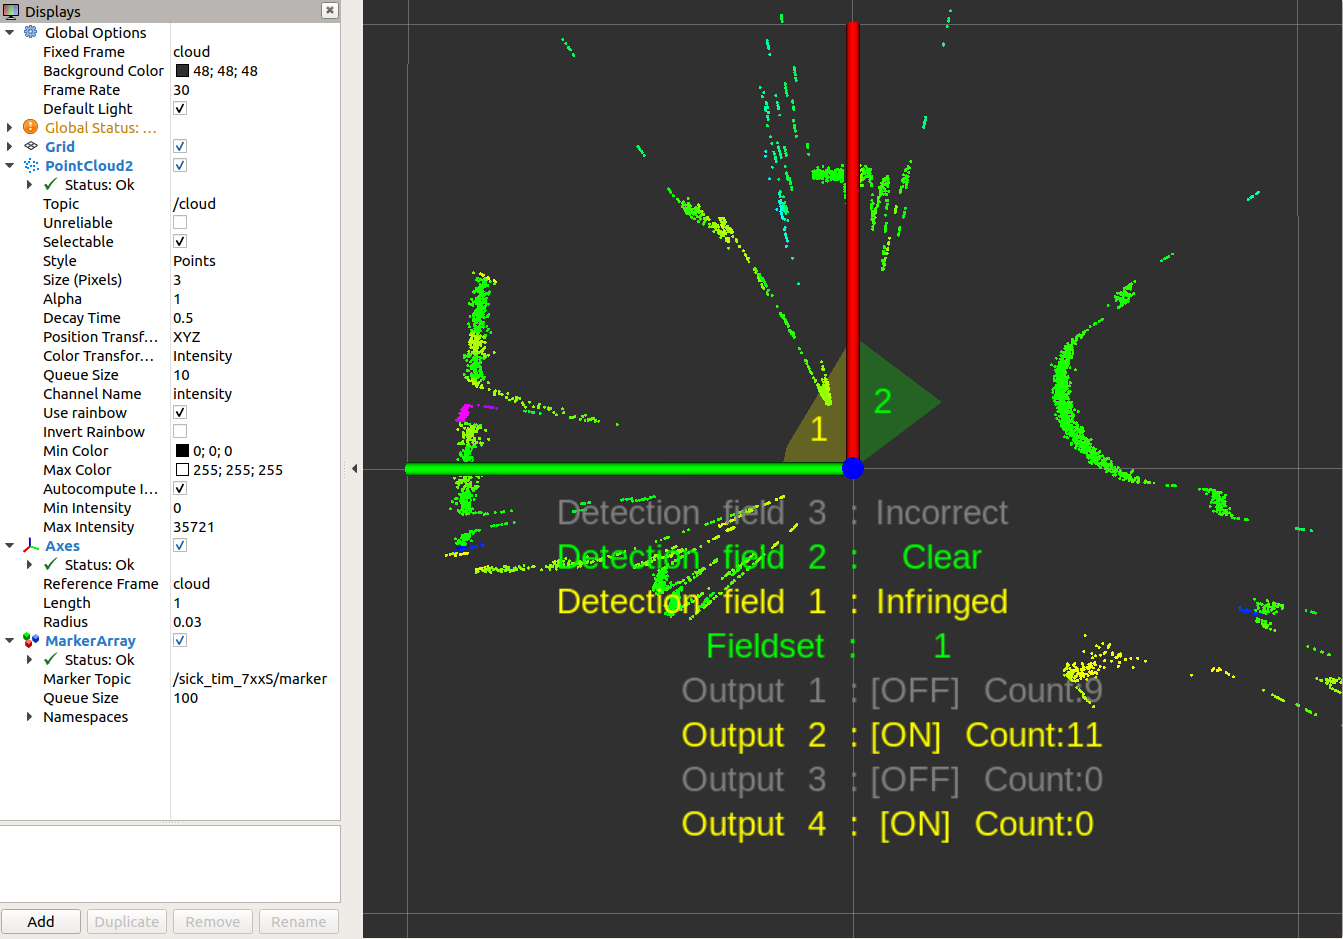 Displays
Global Options
Fixed Frame cloud
Background Color 48; 48; 48
Frame Rate 30
Default Light
Global Status: ...
Grid
PointCloud2
Status: Ok
Topic /cloud
Unreliable
Selectable
Style Points
Size (Pixels) 3
Alpha 1
Decay Time 0.5
Position Transf... XYZ
Color Transfor... Intensity
Queue Size 10
Channel Name intensity
Use rainbow
Invert Rainbow
Min Color 0; 0; 0
Max Color 255; 255; 255
Autocompute I...
Min Intensity 0
Max Intensity 35721
Axes
Status: Ok
Reference Frame cloud
Length 1
Radius 0.03
MarkerArray
Status: Ok
Marker Topic /sick_tim_7xxS/marker
Queue Size 100
Namespaces
Add Duplicate Remove Rename
2
1
Detection field 3 : Incorrect
Detection field 2 : Clear
Detection field 1 : Infringed
Fieldset : 1
Output 1 : [OFF] Count:9
Output 2 : [ON] Count:11
Output 3 : [OFF] Count:0
Output 4 : [ON] Count:0